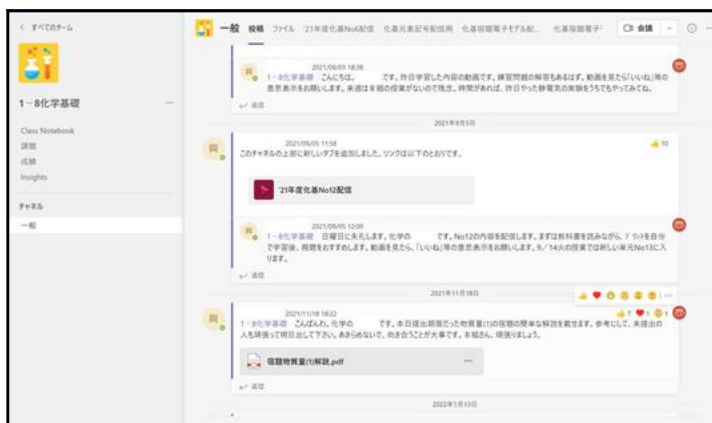 すべてのチーム
1－8化学基礎
Class Notebook
課題
成績
Insights
チャネル
一般
一般 投稿 ファイル '21年度化基No6配信 化基元素記号配信用 化基宿題電子モデル配... 化基宿題電子 会議
2021/09/03 18:38
1－8化学基礎 こんにちは。 です。昨日学習した内容の動画です。練習問題の解答もあるはず。動画を見たら「いいね」等の
意思表示をお願いします。来週は8組の授業がないので残念。時間があれば、昨日やった静電気の実験をうちでもやってみてね。
返信
2021年9月5日
2021/09/05 11:58
10
このチャネルの上部に新しいタブを追加しました。リンクは以下のとおりです。
'21年度化基No12配信
2021/09/05 12:00
1－8化学基礎 日曜日に失礼します。化学の です。No12の内容を配信します。まずは教科書を読みながら、プリントを自分
で学習後、視聴をおすすめします。動画を見たら、「いいね」等の意思表示をお願いします。9／14火の授業では新しい単元No13に入
ります。
返信
2021年11月18日
2021/11/18 18:22
7 1 1
1－8化学基礎 こんばんわ。化学の です。本日提出期限だった物質量(1)の宿題の簡単な解説を載せます。参考にして、未提出の
人も頑張って明日出して下さい。あきらめないで、向き合うことが大事です。8組さん、頑張りましょう。
宿題物質量(1)解説.pdf
返信
2022年1月13日